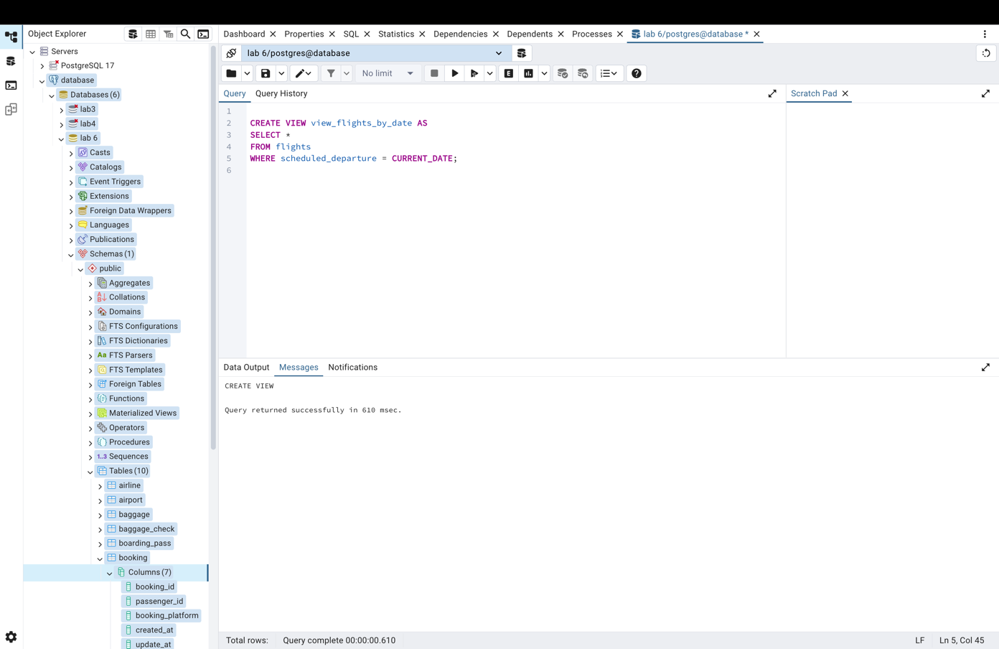 Object Explorer
Servers
PostgreSQL 17
database
Databases (6)
lab3
lab4
lab 6
Casts
Catalogs
Event Triggers
Extensions
Foreign Data Wrappers
Languages
Publications
Schemas (1)
public
Aggregates
Collations
Domains
FTS Configurations
FTS Dictionaries
Aa FTS Parsers
FTS Templates
Foreign Tables
Functions
Materialized Views
Operators
Procedures
1..3 Sequences
Tables (10)
airline
airport
baggage
baggage_check
boarding_pass
booking
Columns (7)
booking_id
passenger_id
booking_platform
created_at
update_at
Dashboard Properties SQL Statistics Dependencies Dependents Processes lab 6/postgres@database *
lab 6/postgres@database
No limit E
Query Query History
1
2 CREATE VIEW view_flights_by_date AS
3 SELECT *
4 FROM flights
5 WHERE scheduled_departure = CURRENT_DATE;
6
Scratch Pad
Data Output Messages Notifications
CREATE VIEW
Query returned successfully in 610 msec.
Total rows: Query complete 00:00:00.610 LF Ln 5, Col 45